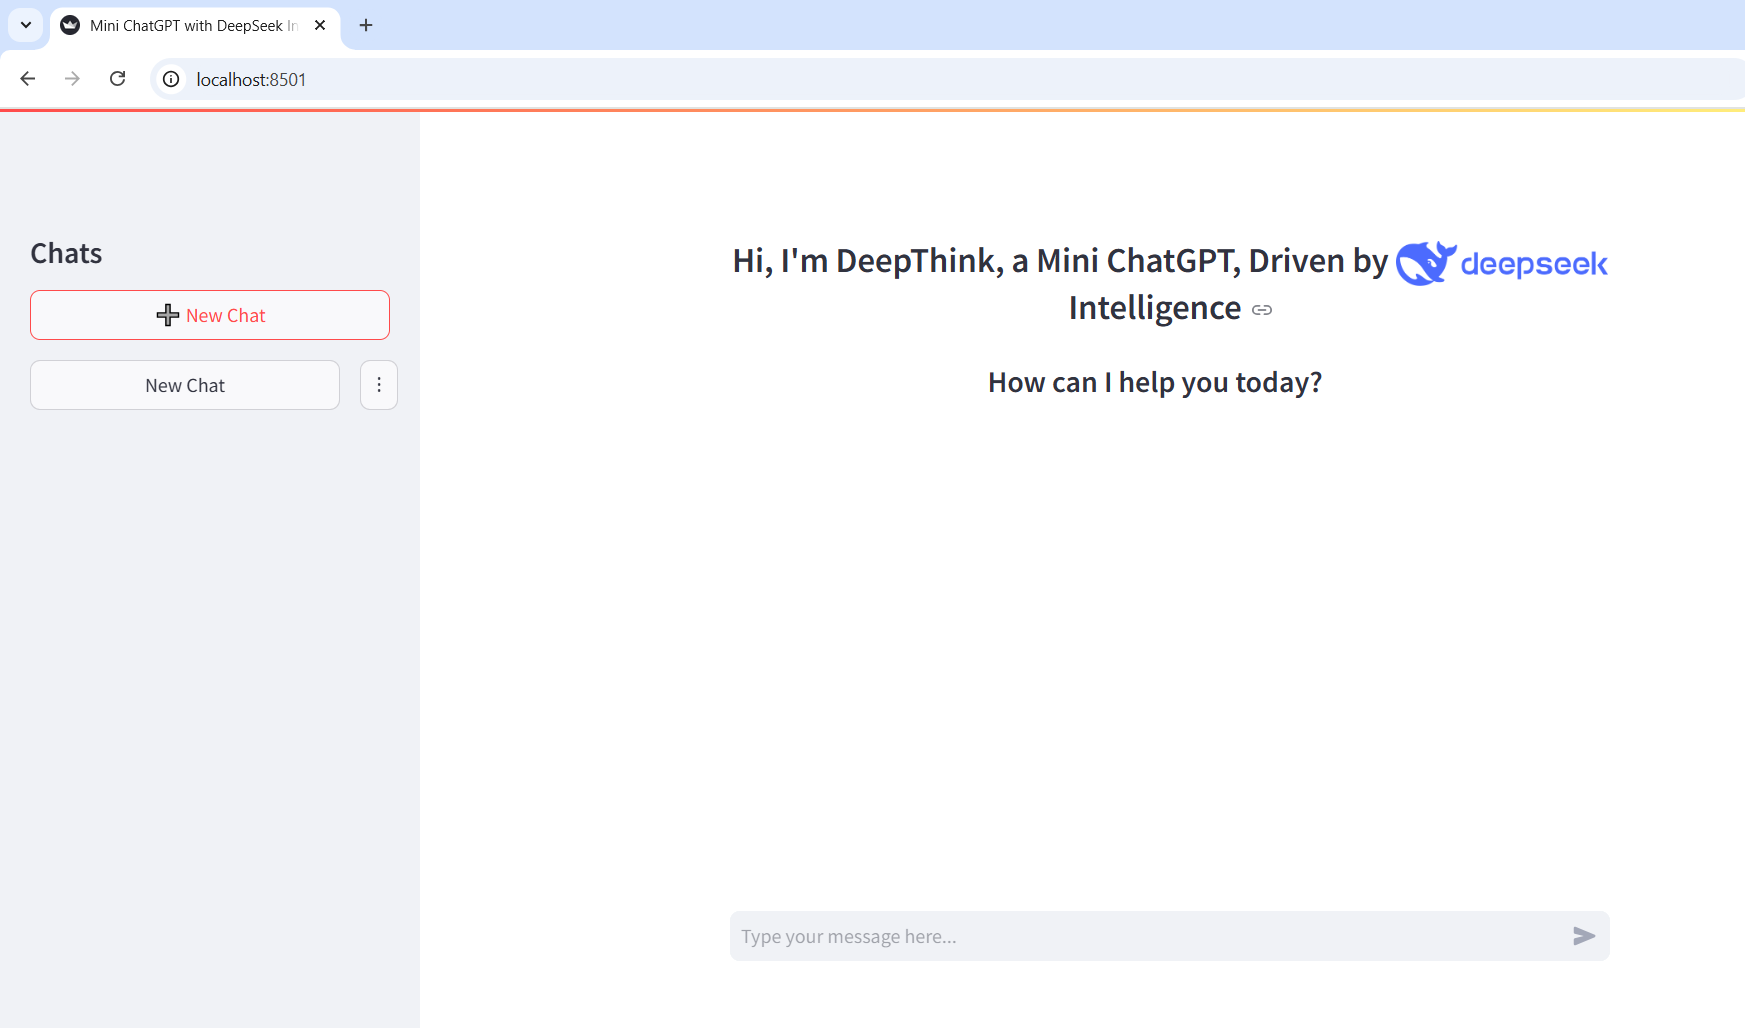 Mini ChatGPT with DeepSeek In
localhost:8501
Chats
New Chat
New Chat
Hi, I'm DeepThink, a Mini ChatGPT, Driven by deepseek
Intelligence
How can I help you today?
Type your message here...